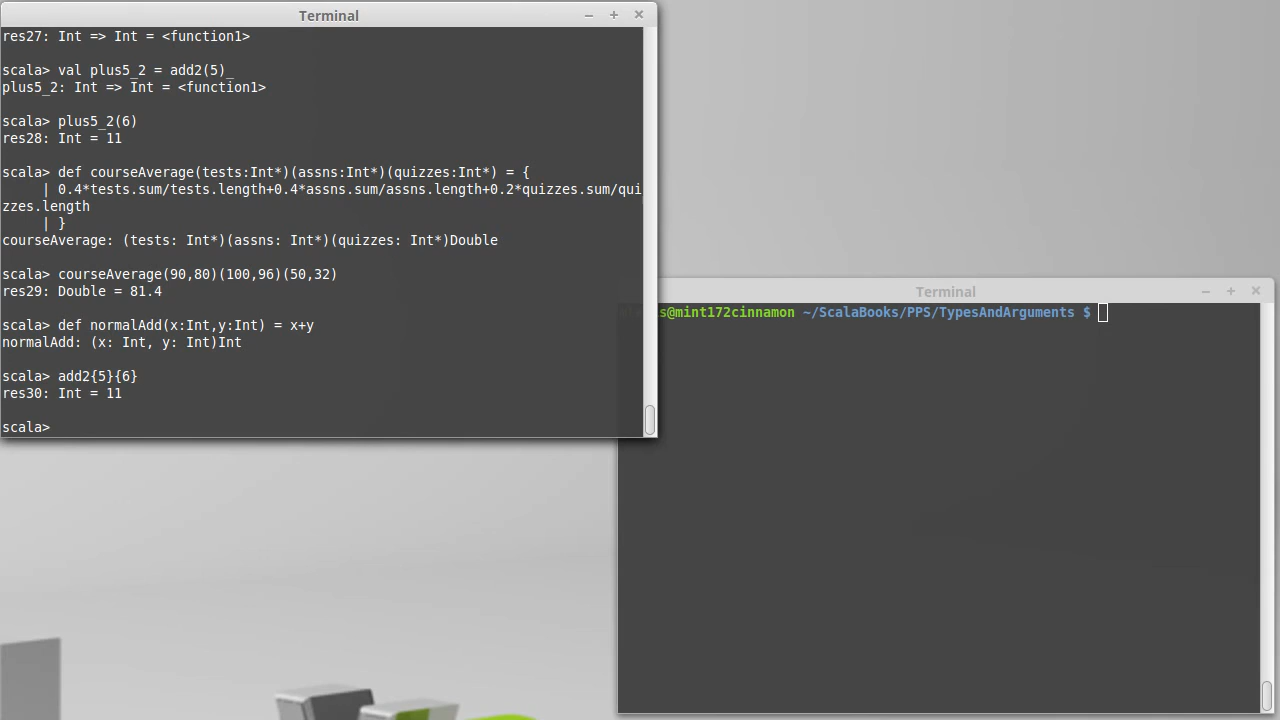 Terminal
res27: Int => Int = <function1>
scala> val plus5_2 = add2(5)_
plus5_2: Int => Int = <function1>
scala> plus5_2(6)
res28: Int = 11
scala> def courseAverage(tests:Int*)(assns:Int*)(quizzes:Int*) = {
     | 0.4*tests.sum/tests.length+0.4*assns.sum/assns.length+0.2*quizzes.sum/qui
zzes.length
     | }
courseAverage: (tests: Int*)(assns: Int*)(quizzes: Int*)Double
scala> courseAverage(90,80)(100,96)(50,32)
res29: Double = 81.4
scala> def normalAdd(x:Int,y:Int) = x+y
normalAdd: (x: Int, y: Int)Int
scala> add2{5}{6}
res30: Int = 11
scala>
Terminal
s@mint172cinnamon ~/ScalaBooks/PPS/TypesAndArguments $